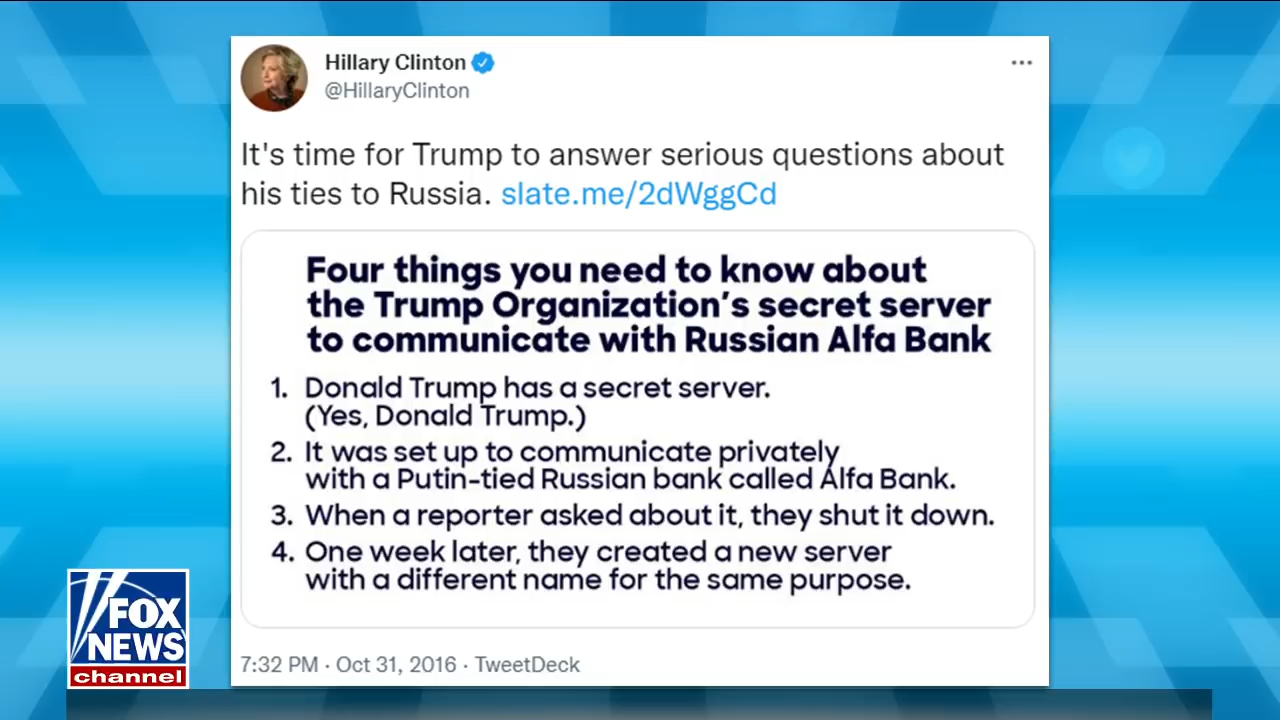 Hillary Clinton
@HillaryClinton
It's time for Trump to answer serious questions about
his ties to Russia. slate.me/2dWggCd
Four things you need to know about
the Trump Organization's secret server
to communicate with Russian Alfa Bank
1. Donald Trump has a secret server.
(Yes, Donald Trump.)
2. It was set up to communicate privately
with a Putin-tied Russian bank called Alfa Bank.
3. When a reporter asked about it, they shut it down.
4. One week later, they created a new server
with a different name for the same purpose.
7:32 PM · Oct 31, 2016 · TweetDeck
FOX
NEWS
channel